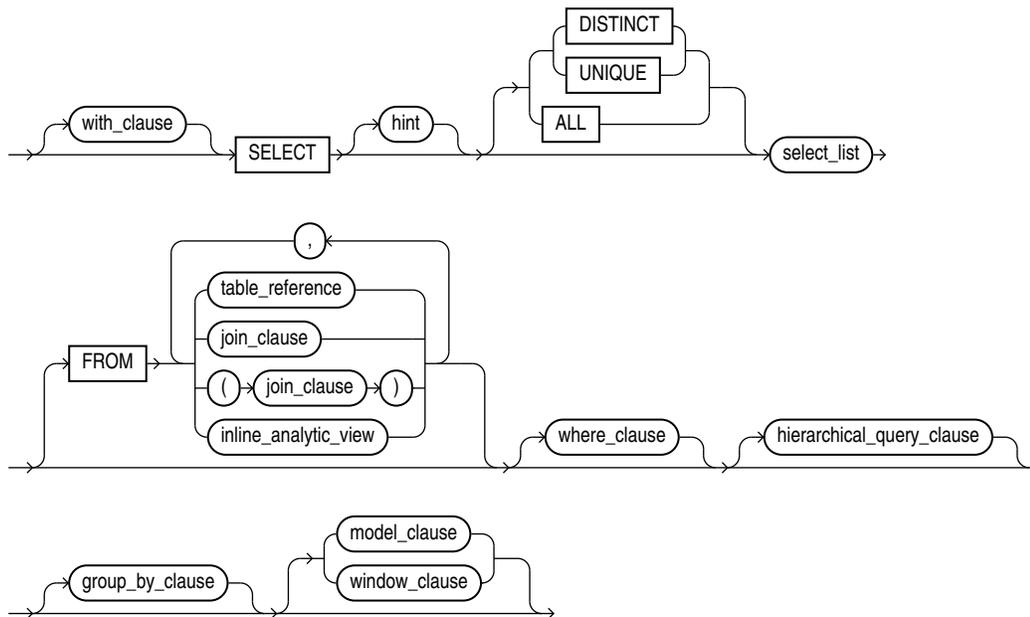 DISTINCT
UNIQUE
ALL
with_clause SELECT hint select_list
,
table_reference
join_clause
FROM
( join_clause )
inline_analytic_view
where_clause hierarchical_query_clause
model_clause
group_by_clause window_clause